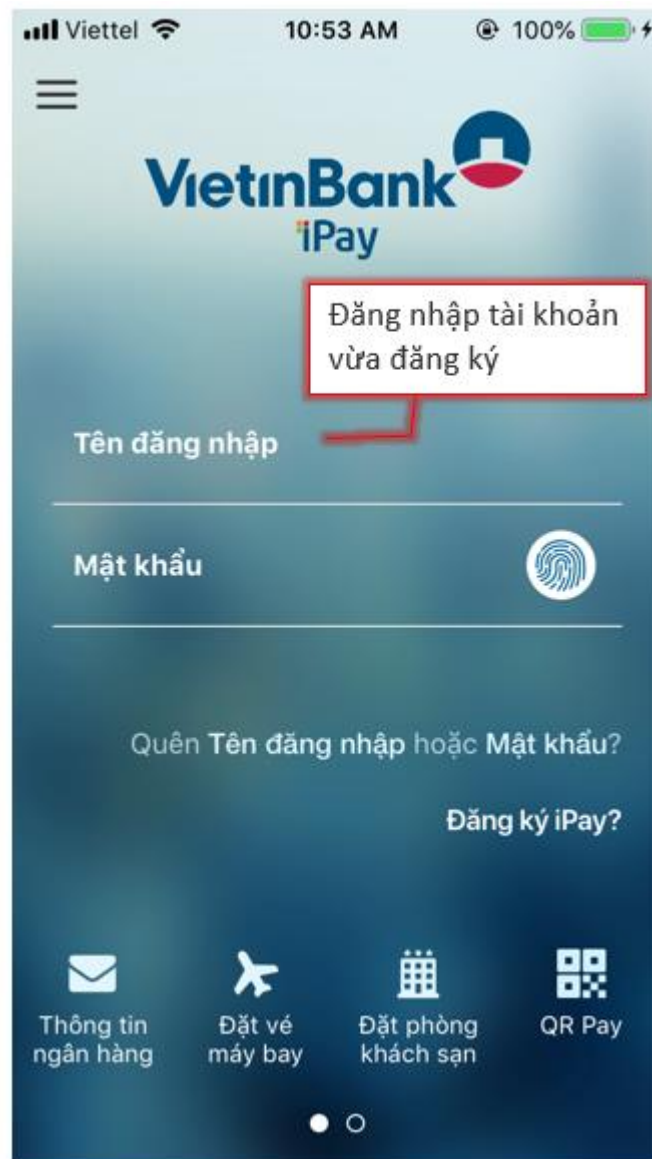 Viettel 10:53 AM 100%
VietinBank
iPay
Đăng nhập tài khoản
vừa đăng ký
Tên đăng nhập
Mật khẩu
Quên Tên đăng nhập hoặc Mật khẩu?
Đăng ký iPay?
Thông tin
ngân hàng
Đặt vé
máy bay
Đặt phòng
khách sạn
QR Pay